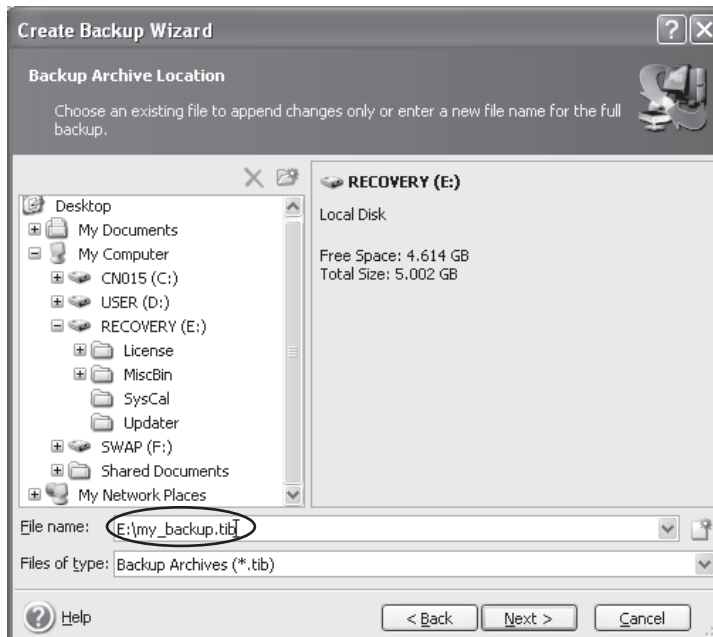 Create Backup Wizard
Backup Archive Location
Choose an existing file to append changes only or enter a new file name for the full
backup.
Desktop
My Documents
My Computer
CN015 (C:)
USER (D:)
RECOVERY (E:)
License
MiscBin
SysCal
Updater
SWAP (F:)
Shared Documents
My Network Places
RECOVERY (E:)
Local Disk
Free Space: 4.614 GB
Total Size: 5.002 GB
File name: E:\my_backup.tib
Files of type: Backup Archives (*.tib)
Help
< Back
Next >
Cancel